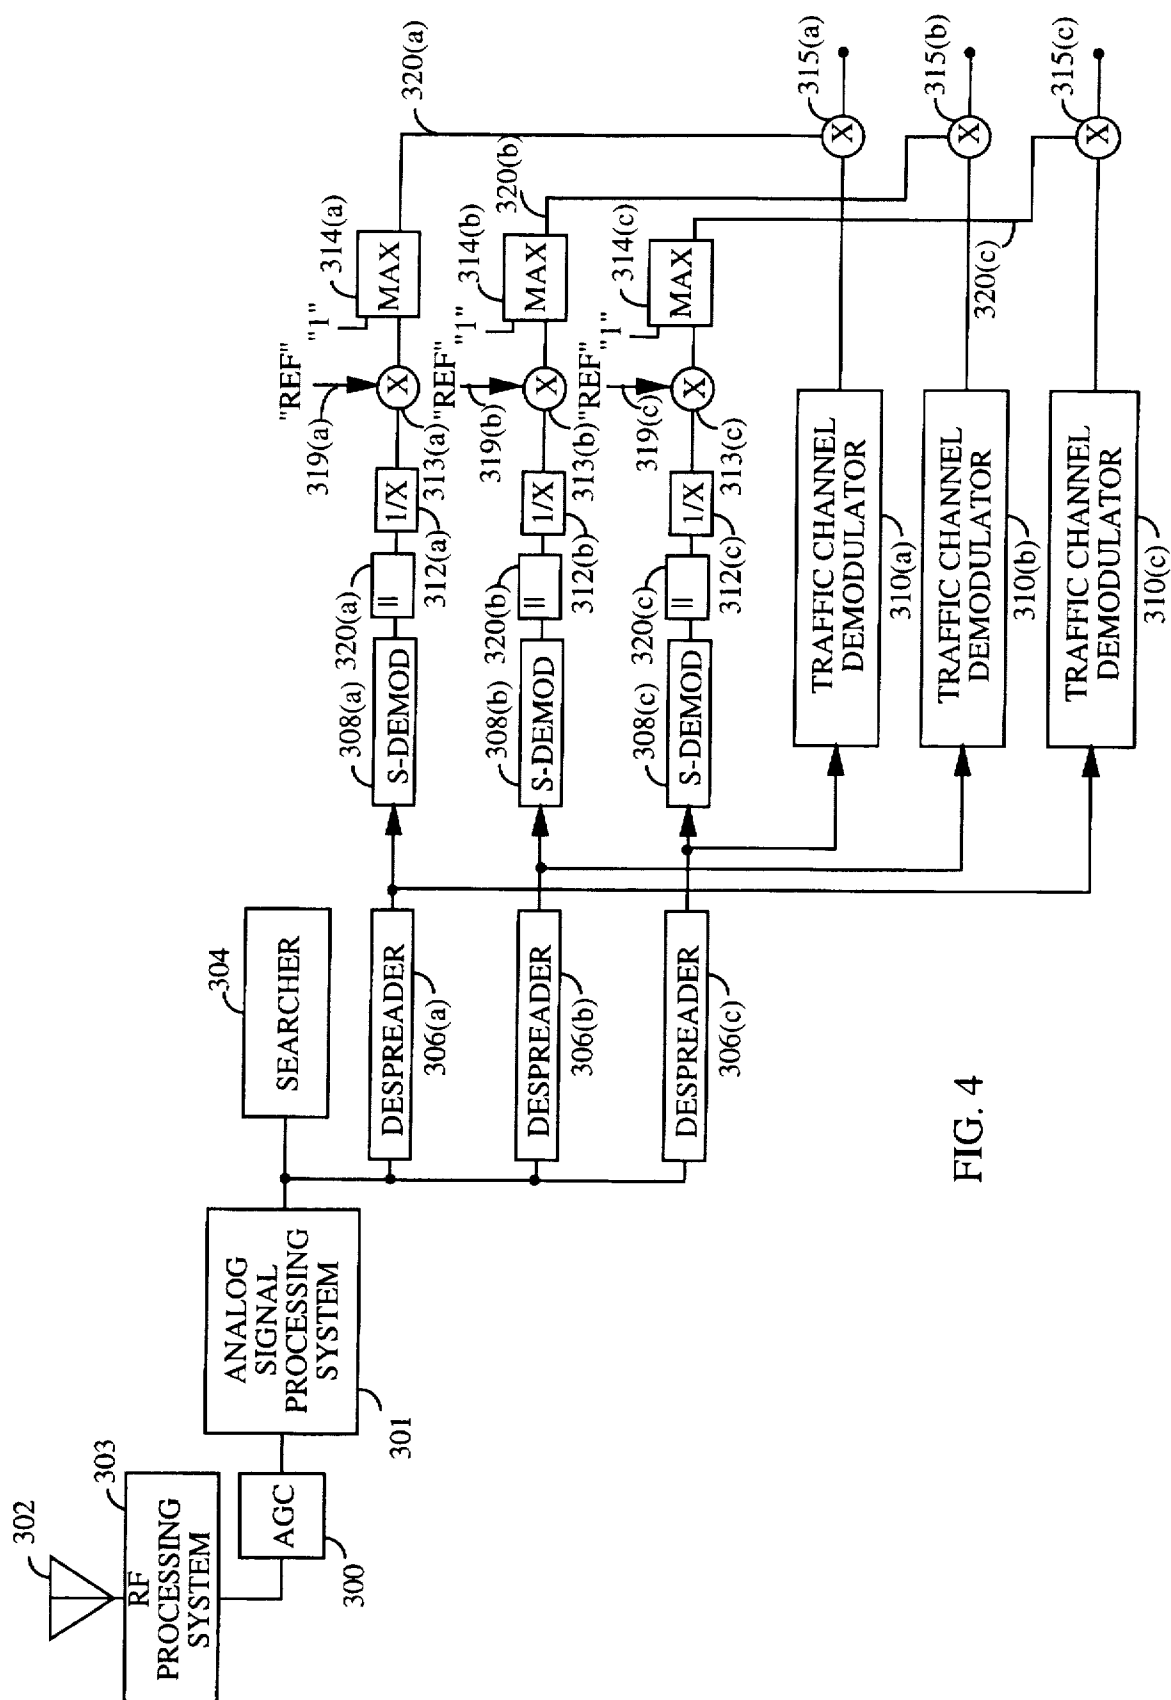 302
303
RF
PROCESSING
SYSTEM
AGC
300
ANALOG
SIGNAL
PROCESSING
SYSTEM
301
304
SEARCHER
DESPREADER
306(a)
DESPREADER
306(b)
DESPREADER
306(c)
308(a)
S-DEMOD
320(a)
||
1/X
312(a)
"REF"
319(a)
X
313(a)
"1"
314(a)
MAX
320(a)
308(b)
S-DEMOD
320(b)
||
1/X
312(b)
"REF"
319(b)
X
313(b)
"1"
314(b)
MAX
320(b)
308(c)
S-DEMOD
320(c)
||
1/X
312(c)
"REF"
319(c)
X
313(c)
"1"
314(c)
MAX
320(c)
TRAFFIC CHANNEL
DEMODULATOR
310(a)
X
315(a)
TRAFFIC CHANNEL
DEMODULATOR
310(b)
X
315(b)
TRAFFIC CHANNEL
DEMODULATOR
310(c)
X
315(c)
FIG. 4